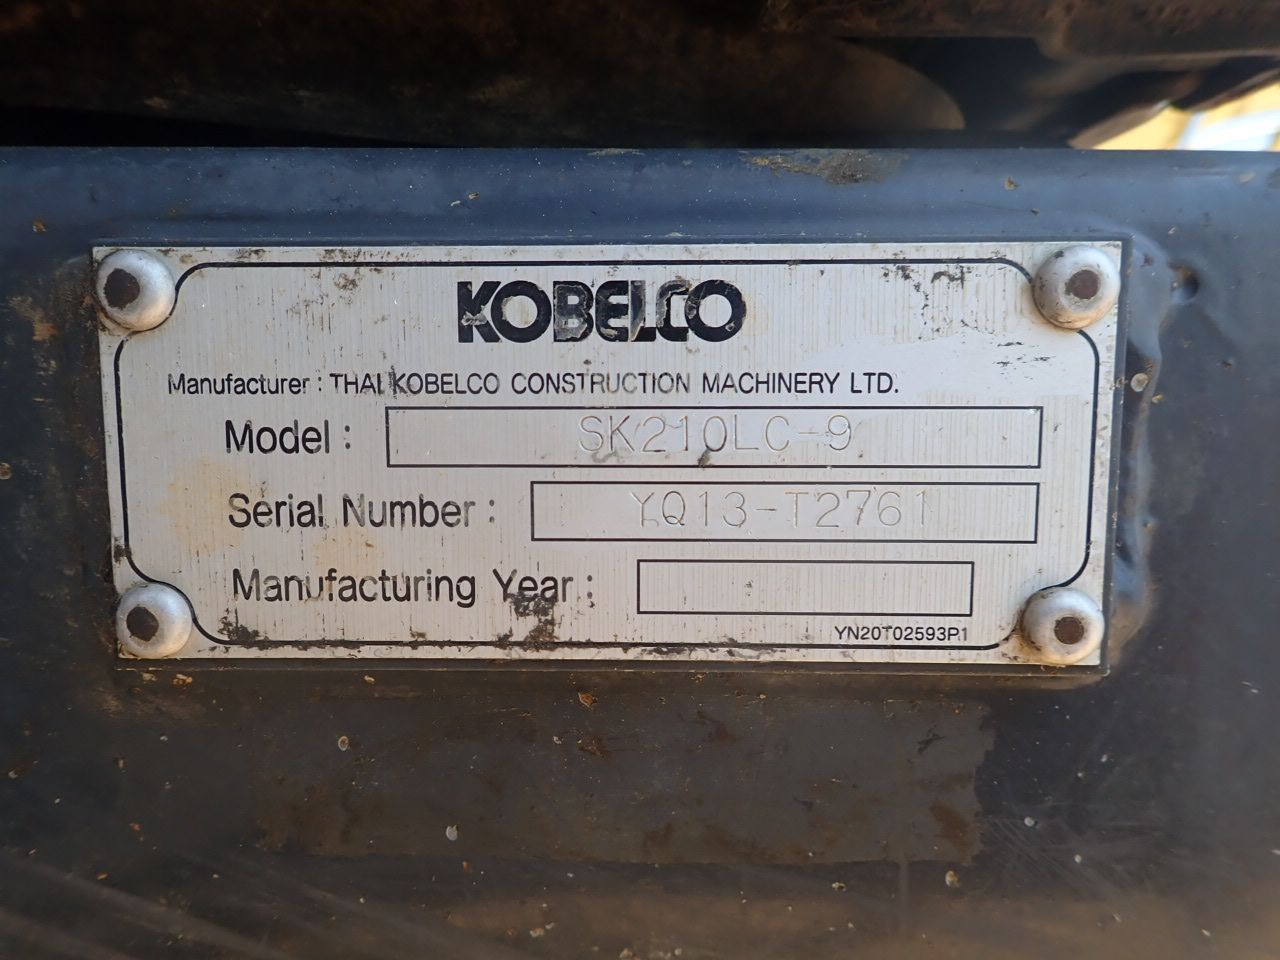 KOBELCO
Manufacturer : THAI KOBELCO CONSTRUCTION MACHINERY LTD.
Model : SK210LC-9
Serial Number : YQ13-T2761
Manufacturing Year :
YN20T02593P1